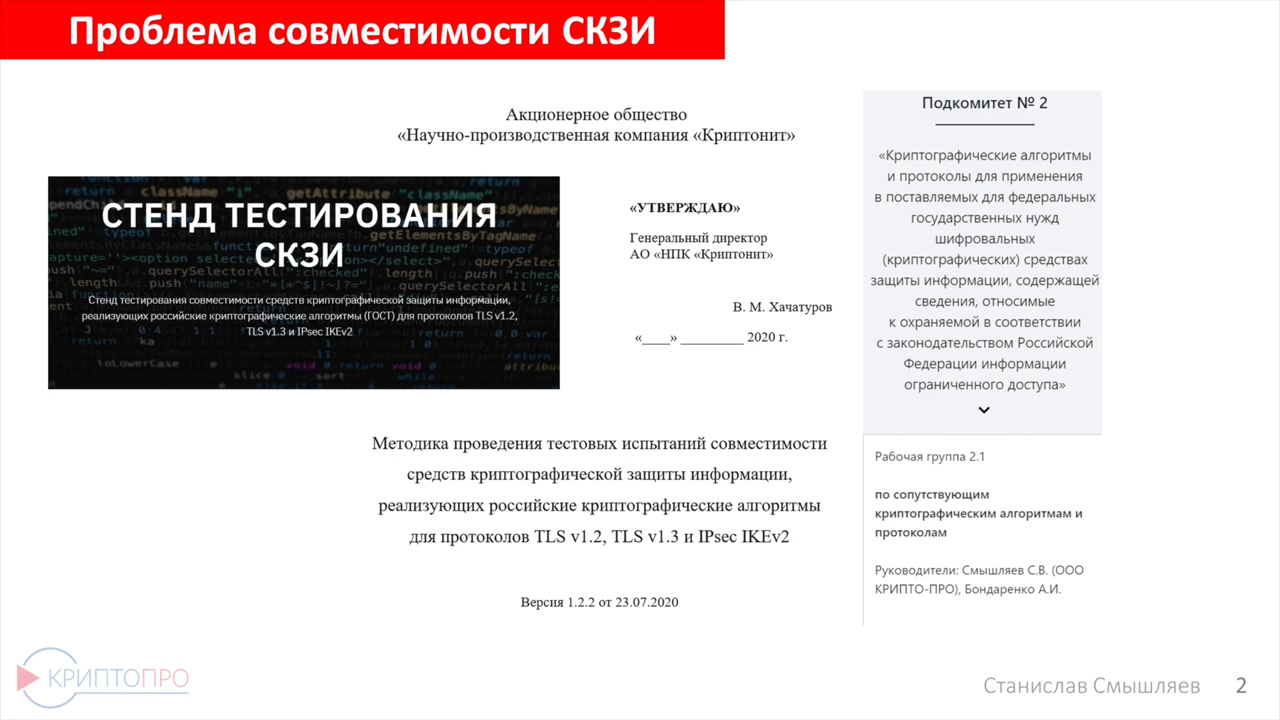 Проблема совместимости СКЗИ
Акционерное общество
«Научно-производственная компания «Криптонит»
СТЕНД ТЕСТИРОВАНИЯ
СКЗИ
Стенд тестирования совместимости средств криптографической защиты информации,
реализующих российские криптографические алгоритмы (ГОСТ) для протоколов TLS v1.2,
TLS v1.3 и IPsec IKEv2
«УТВЕРЖДАЮ»
Генеральный директор
АО «НПК «Криптонит»
В. М. Хачатуров
«____» _________ 2020 г.
Методика проведения тестовых испытаний совместимости
средств криптографической защиты информации,
реализующих российские криптографические алгоритмы
для протоколов TLS v1.2, TLS v1.3 и IPsec IKEv2
Версия 1.2.2 от 23.07.2020
Подкомитет № 2
«Криптографические алгоритмы
и протоколы для применения
в поставляемых для федеральных
государственных нужд
шифровальных
(криптографических) средствах
защиты информации, содержащей
сведения, относимые
к охраняемой в соответствии
с законодательством Российской
Федерации информации
ограниченного доступа»
Рабочая группа 2.1
по сопутствующим
криптографическим алгоритмам и
протоколам
Руководители: Смышляев С.В. (ООО
КРИПТО-ПРО), Бондаренко А.И.
КРИПТОПРО
Станислав Смышляев 2